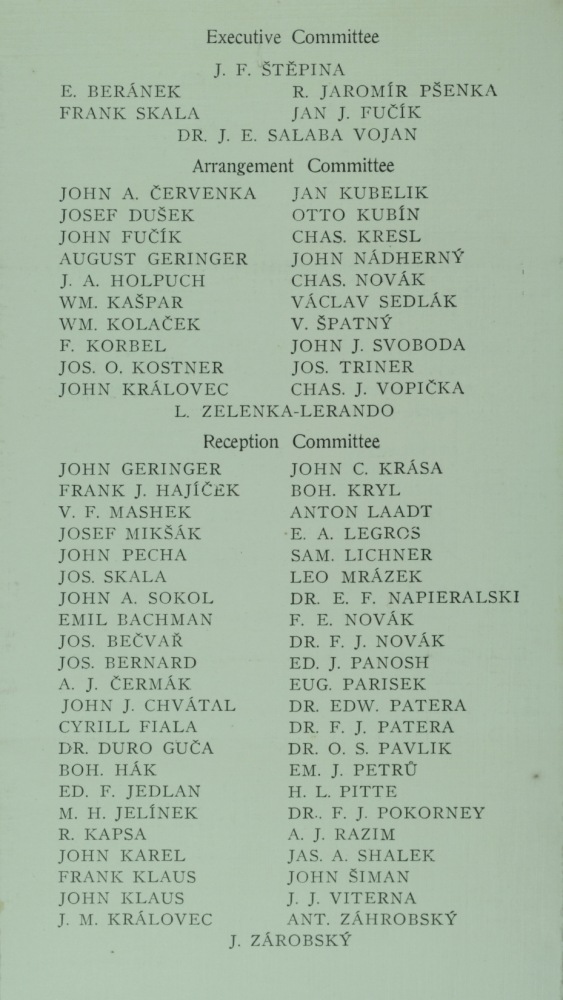 Executive Committee
J. F. ŠTĚPINA
E. BERÁNEK R. JAROMÍR PŠENKA
FRANK SKALA JAN J. FUČÍK
DR. J. E. SALABA VOJAN
Arrangement Committee
JOHN A. ČERVENKA JAN KUBELIK
JOSEF DUŠEK OTTO KUBÍN
JOHN FUČÍK CHAS. KRESL
AUGUST GERINGER JOHN NÁDHERNÝ
J. A. HOLPUCH CHAS. NOVÁK
WM. KAŠPAR VÁCLAV SEDLÁK
WM. KOLAČEK V. ŠPATNÝ
F. KORBEL JOHN J. SVOBODA
JOS. O. KOSTNER JOS. TRINER
JOHN KRÁLOVEC CHAS. J. VOPIČKA
L. ZELENKA-LERANDO
Reception Committee
JOHN GERINGER JOHN C. KRÁSA
FRANK J. HAJÍČEK BOH. KRYL
V. F. MASHEK ANTON LAADT
JOSEF MIKŠÁK E. A. LEGROS
JOHN PECHA SAM. LICHNER
JOS. SKALA LEO MRÁZEK
JOHN A. SOKOL DR. E. F. NAPIERALSKI
EMIL BACHMAN F. E. NOVÁK
JOS. BEČVAŘ DR. F. J. NOVÁK
JOS. BERNARD ED. J. PANOSH
A. J. ČERMÁK EUG. PARISEK
JOHN J. CHVÁTAL DR. EDW. PATERA
CYRILL FIALA DR. F. J. PATERA
DR. DURO GUČA DR. O. S. PAVLIK
BOH. HÁK EM. J. PETRŮ
ED. F. JEDLAN H. L. PITTE
M. H. JELÍNEK DR. F. J. POKORNEY
R. KAPSA A. J. RAZIM
JOHN KAREL JAS. A. SHALEK
FRANK KLAUS JOHN ŠIMAN
JOHN KLAUS J. J. VITERNA
J. M. KRÁLOVEC ANT. ZÁHROBSKÝ
J. ZÁROBSKÝ